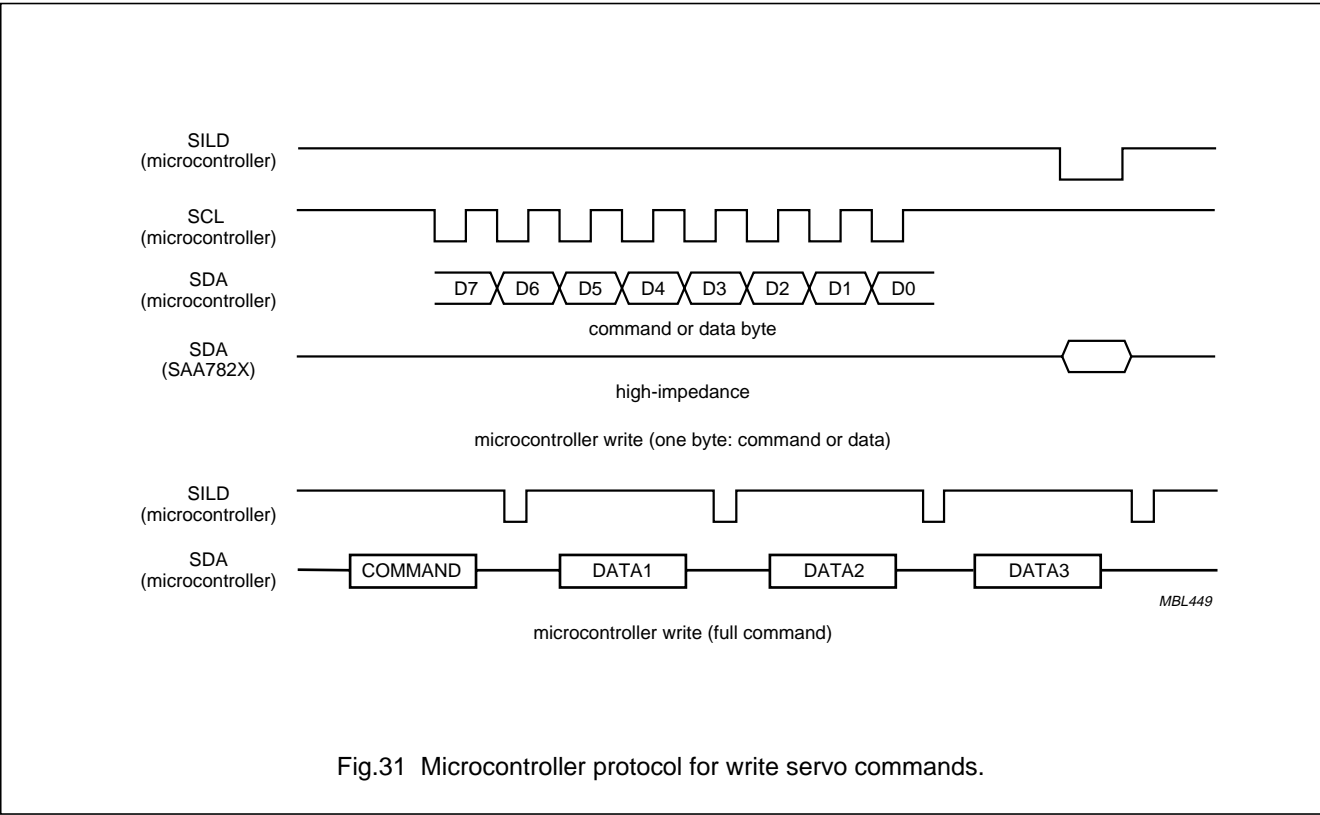 SILD
(microcontroller)
SCL
(microcontroller)
SDA
(microcontroller)
D7 D6 D5 D4 D3 D2 D1 D0
command or data byte
SDA
(SAA782X)
high-impedance
microcontroller write (one byte: command or data)
SILD
(microcontroller)
SDA
(microcontroller)
COMMAND DATA1 DATA2 DATA3
MBL449
microcontroller write (full command)
Fig.31 Microcontroller protocol for write servo commands.